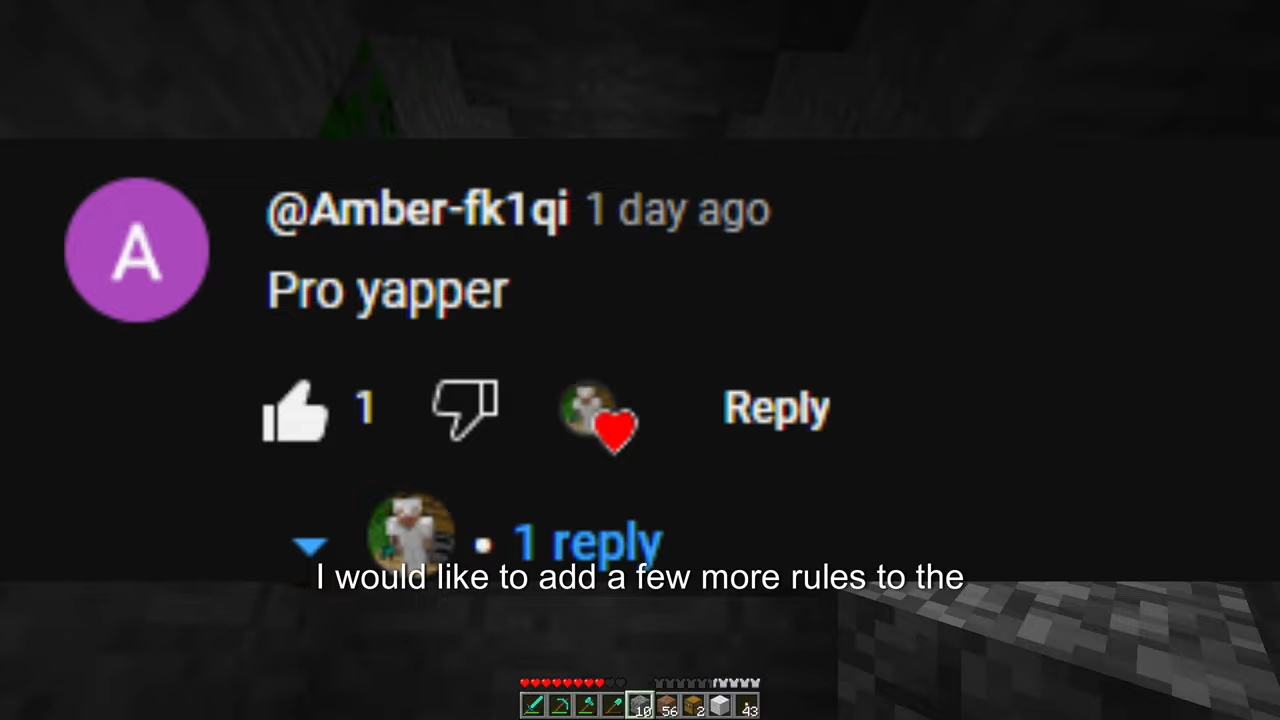 A
@Amber-fk1qi 1 day ago
Pro yapper
1
Reply
• 1 reply
I would like to add a few more rules to the
10 56 2 43